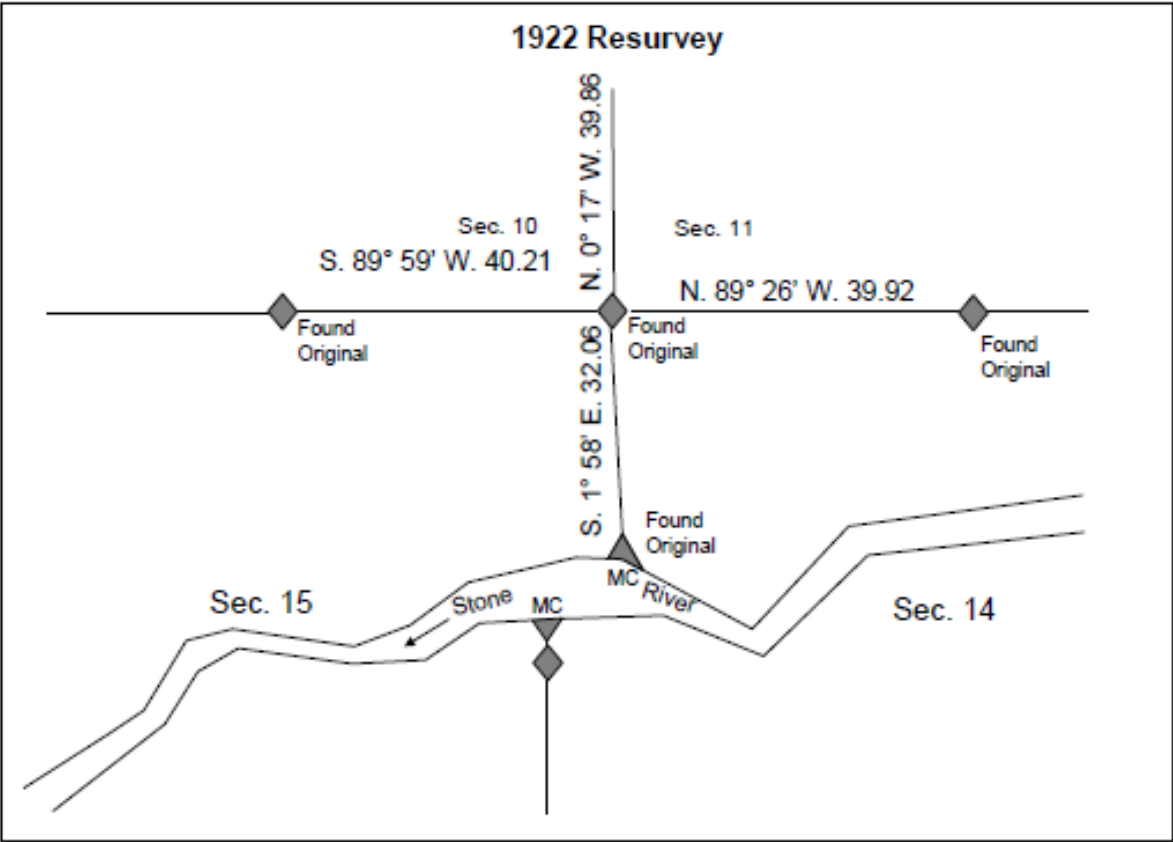 1922 Resurvey
N. 0° 17' W. 39.86
Sec. 10
Sec. 11
S. 89° 59' W. 40.21
N. 89° 26' W. 39.92
Found
Original
Found
Original
Found
Original
S. 1° 58' E. 32.06
Found
Original
MC
River
Stone
MC
Sec. 15
Sec. 14